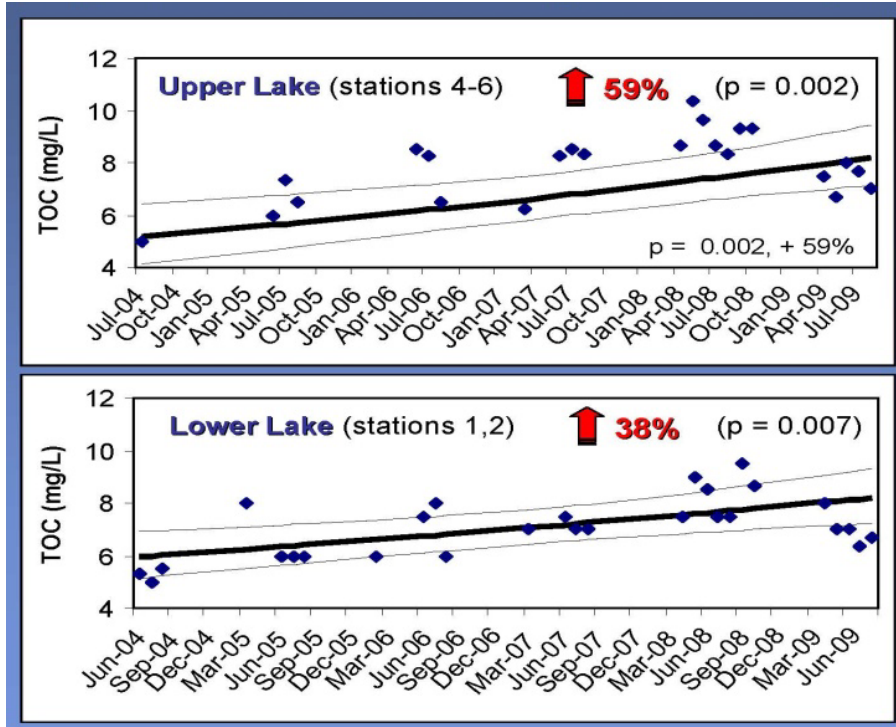 12
10
8
6
4
TOC (mg/L)
Upper Lake (stations 4-6) 59% (p = 0.002)
p = 0.002, + 59%
Jul-04 Oct-04 Jan-05 Apr-05 Jul-05 Oct-05 Jan-06 Apr-06 Jul-06 Oct-06 Jan-07 Apr-07 Jul-07 Oct-07 Jan-08 Apr-08 Jul-08 Oct-08 Jan-09 Apr-09 Jul-09
12
10
8
6
4
TOC (mg/L)
Lower Lake (stations 1,2) 38% (p = 0.007)
Jun-04 Sep-04 Dec-04 Mar-05 Jun-05 Sep-05 Dec-05 Mar-06 Jun-06 Sep-06 Dec-06 Mar-07 Jun-07 Sep-07 Dec-07 Mar-08 Jun-08 Sep-08 Dec-08 Mar-09 Jun-09